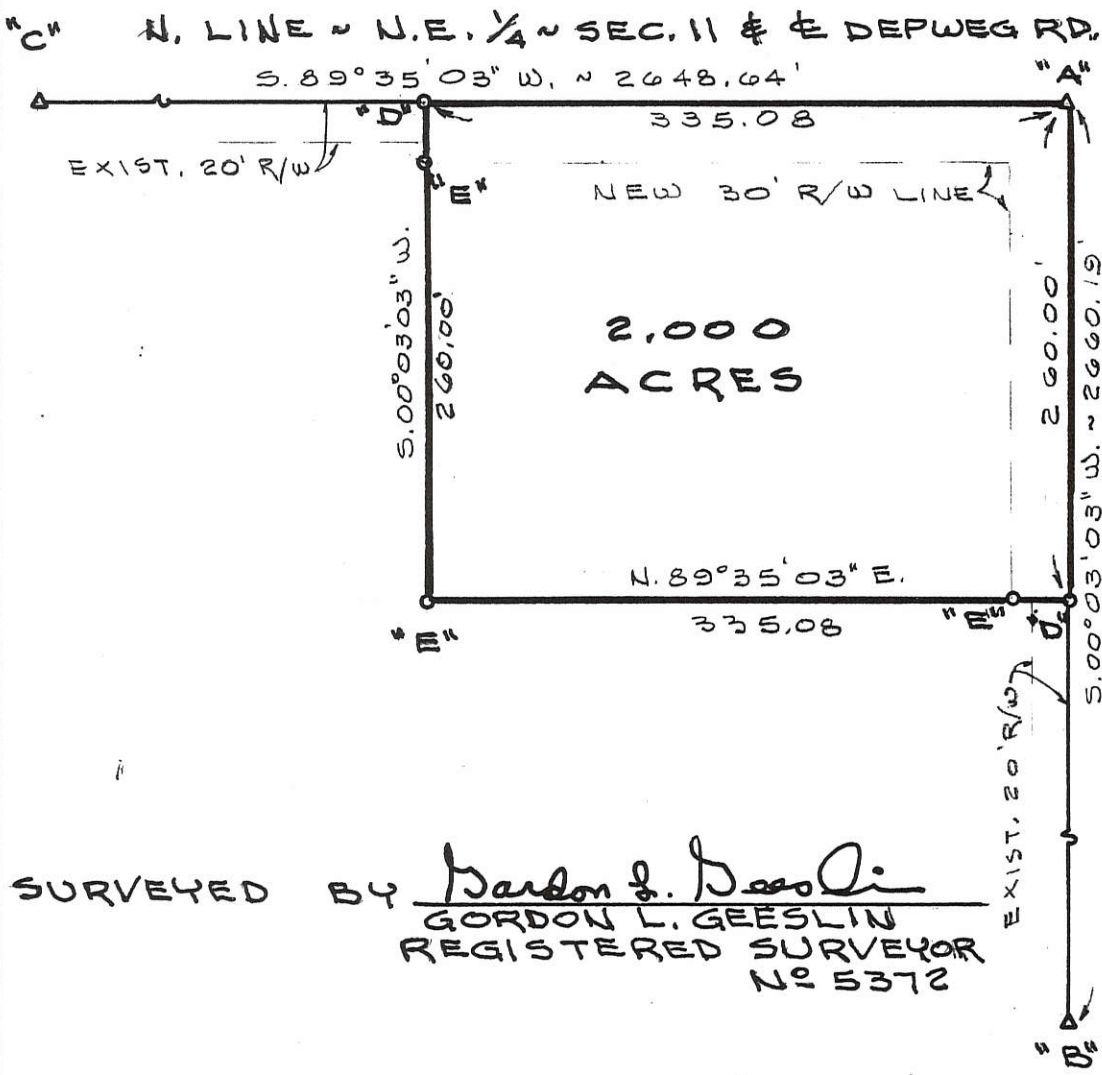 "C" N. LINE ~ N.E. ¼ ~ SEC. 11 & ℄ DEPWEG RD.
S. 89°35'03" W. ~ 2648.64'
"A"
"D"
335.08
EXIST. 20' R/W
"E"
NEW 30' R/W LINE
S.00°03'03" W.
260.00'
2.000
ACRES
260.00'
S.00°03'03" W. ~ 2660.19'
N. 89°35'03" E.
335.08
"E"
"E"
"D"
EXIST. 20' R/W
SURVEYED BY Gordon L. Geeslin
GORDON L. GEESLIN
REGISTERED SURVEYOR
Nº 5372
"B"